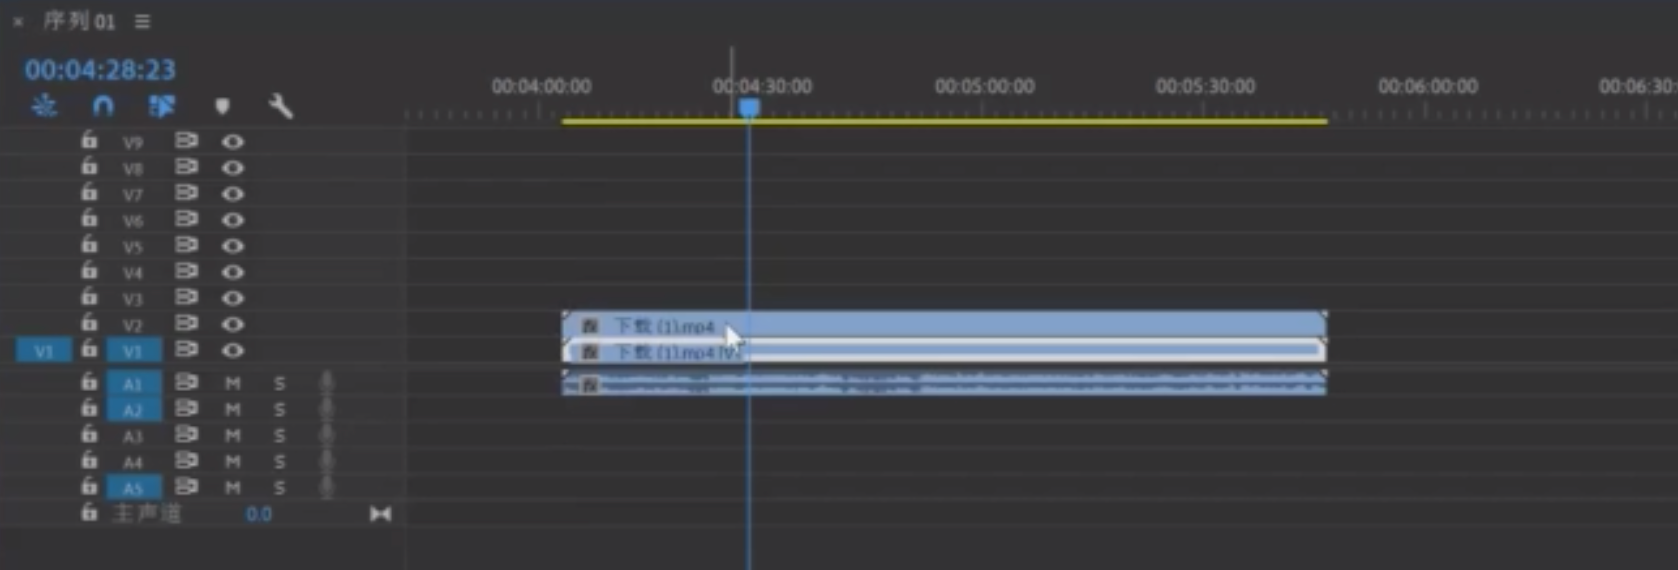 × 序列 01 ☰
00:04:28:23
00:04:00:00 00:04:30:00 00:05:00:00 00:05:30:00 00:06:00:00 00:06:30:
V9
V8
V7
V6
V5
V4
V3
V2 fx 下载 (1).mp4
V1 V1 fx 下载 (1).mp4 [V
A1 M S fx
A2 M S
A3 M S
A4 M S
A5 M S
主声道 0.0